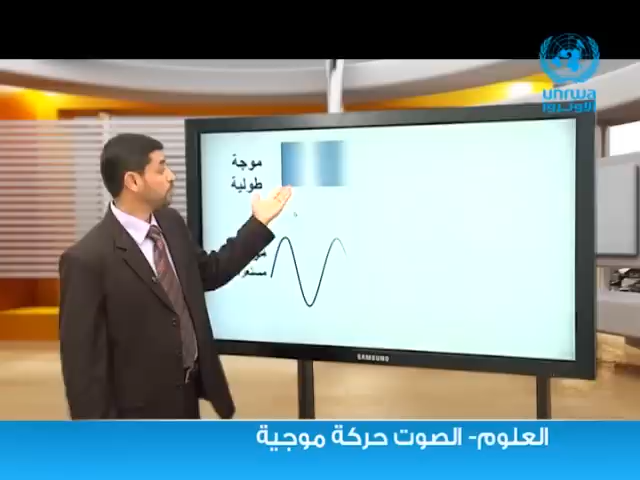 unrwa
الأونروا
موجة
طولية
SAMSUNG
العلوم- الصوت حركة موجية